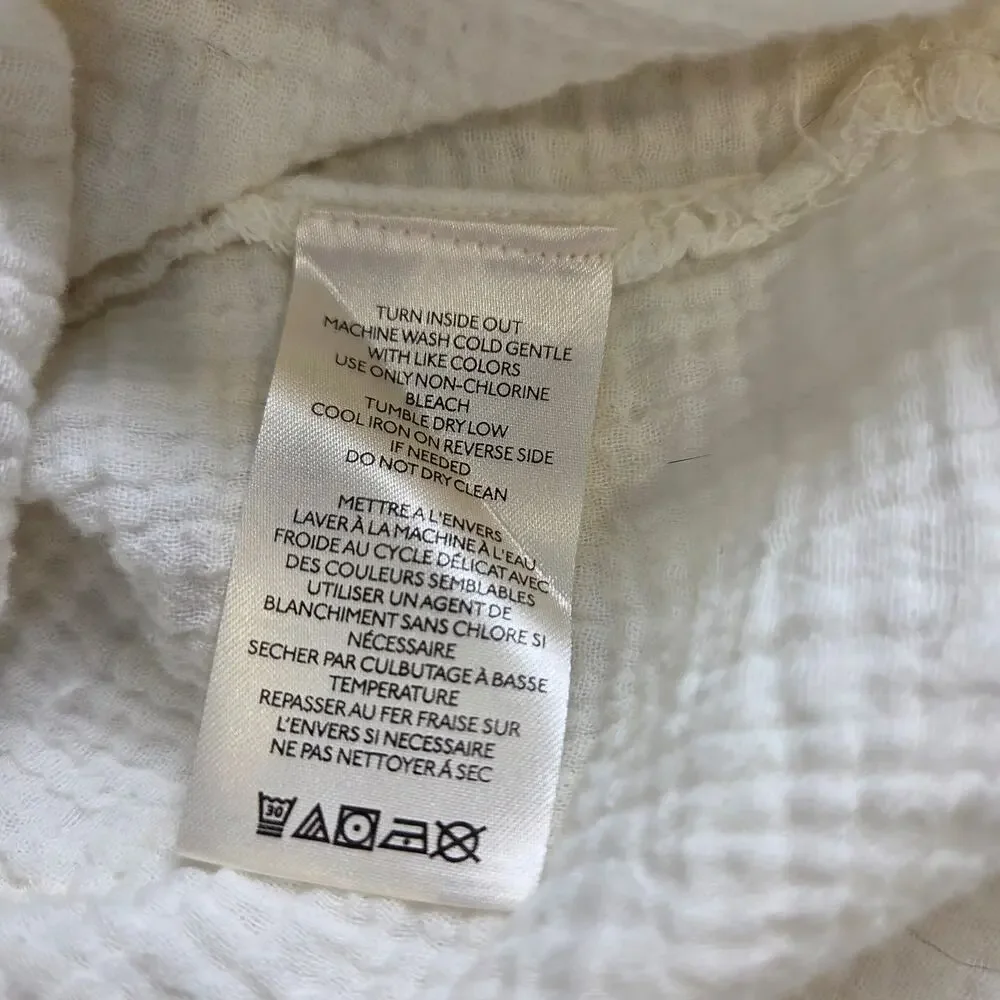 TURN INSIDE OUT
MACHINE WASH COLD GENTLE
WITH LIKE COLORS
USE ONLY NON-CHLORINE
BLEACH
TUMBLE DRY LOW
COOL IRON ON REVERSE SIDE
IF NEEDED
DO NOT DRY CLEAN
METTRE A L'ENVERS
LAVER À LA MACHINE À L'EAU
FROIDE AU CYCLE DÉLICAT AVEC
DES COULEURS SEMBLABLES
UTILISER UN AGENT DE
BLANCHIMENT SANS CHLORE SI
NÉCESSAIRE
SECHER PAR CULBUTAGE À BASSE
TEMPERATURE
REPASSER AU FER FRAISE SUR
L'ENVERS SI NECESSAIRE
NE PAS NETTOYER Á SEC
30